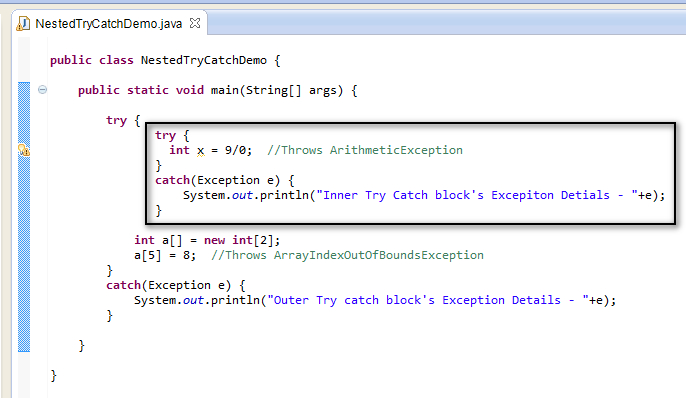 NestedTryCatchDemo.java
public class NestedTryCatchDemo {
public static void main(String[] args) {
try {
try {
int x = 9/0;  //Throws ArithmeticException
}
catch(Exception e) {
System.out.println("Inner Try Catch block's Excepiton Detials - "+e);
}
int a[] = new int[2];
a[5] = 8;  //Throws ArrayIndexOutOfBoundsException
}
catch(Exception e) {
System.out.println("Outer Try catch block's Exception Details - "+e);
}
}
}